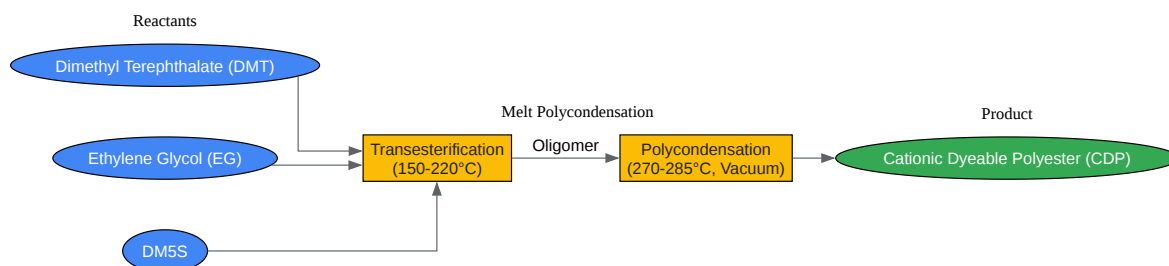 Reactants
Dimethyl Terephthalate (DMT)
Melt Polycondensation
Product
Ethylene Glycol (EG)
Transesterification
(150-220°C)
Oligomer
Polycondensation
(270-285°C, Vacuum)
Cationic Dyeable Polyester (CDP)
DM5S